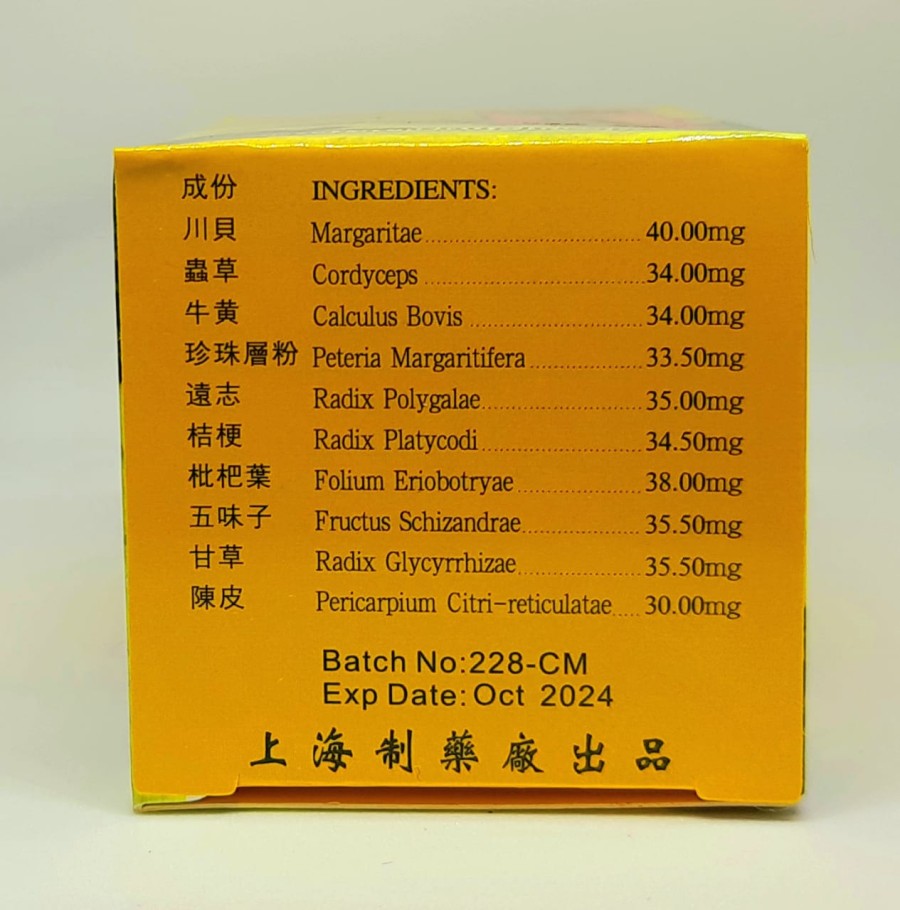 成份 INGREDIENTS:
川貝 Margaritae 40.00mg
蟲草 Cordyceps 34.00mg
牛黄 Calculus Bovis 34.00mg
珍珠層粉 Peteria Margaritifera 33.50mg
遠志 Radix Polygalae 35.00mg
桔梗 Radix Platycodi 34.50mg
枇杷葉 Folium Eriobotryae 38.00mg
五味子 Fructus Schizandrae 35.50mg
甘草 Radix Glycyrrhizae 35.50mg
陳皮 Pericarpium Citri-reticulatae 30.00mg
Batch No:228-CM
Exp Date: Oct 2024
上海制藥廠出品